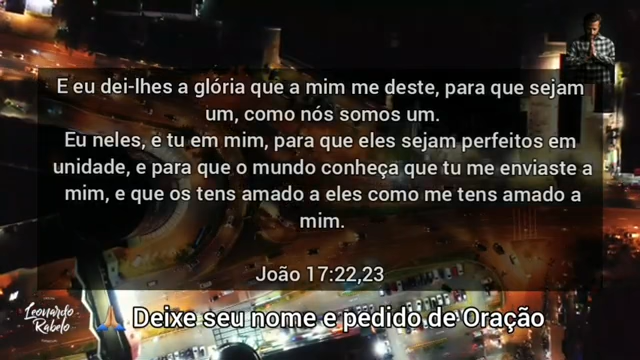 E eu dei-lhes a glória que a mim me deste, para que sejam
um, como nós somos um.
Eu neles, e tu em mim, para que eles sejam perfeitos em
unidade, e para que o mundo conheça que tu me enviaste a
mim, e que os tens amado a eles como me tens amado a
mim.
João 17:22,23
Leonardo
Rabelo
🙏 Deixe seu nome e pedido de Oração